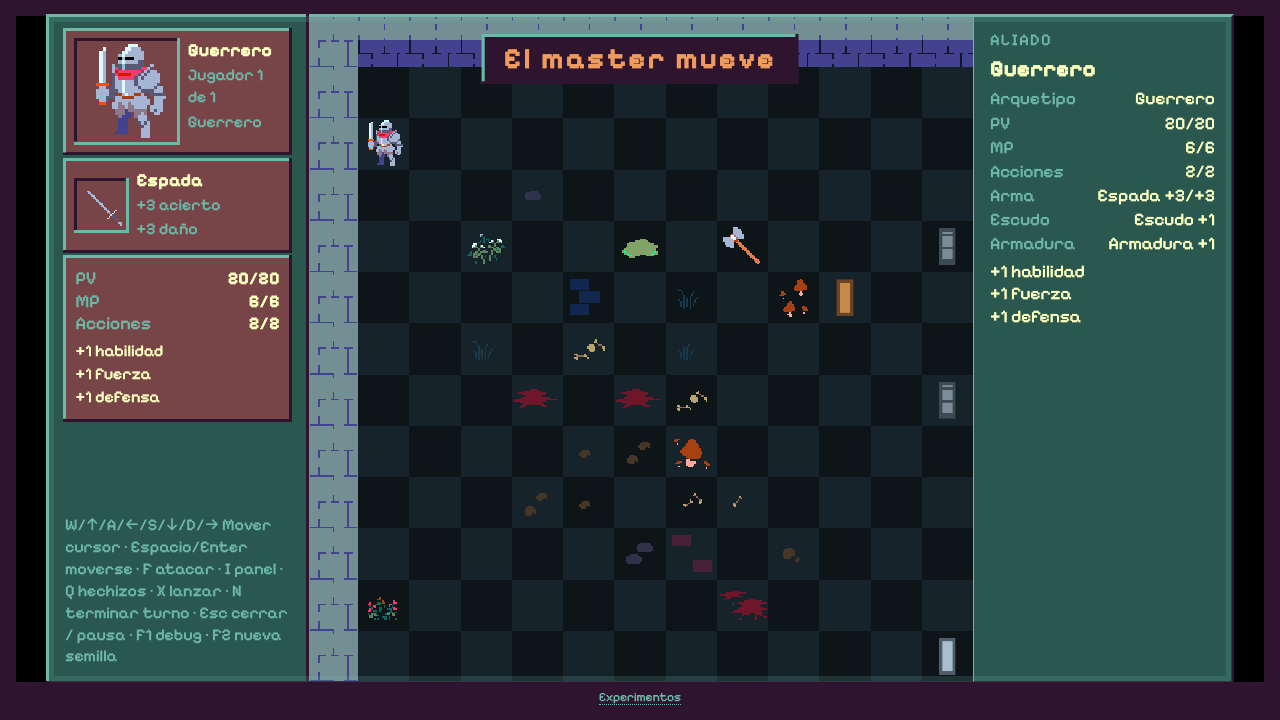 Guerrero
Jugador 1
de 1
Guerrero
Espada
+3 acierto
+3 daño
PV 20/20
MP 6/6
Acciones 2/2
+1 habilidad
+1 fuerza
+1 defensa
W/↑/A/←/S/↓/D/→ Mover
cursor · Espacio/Enter
moverse · F atacar · I panel ·
Q hechizos · X lanzar · N
terminar turno · Esc cerrar
/ pausa · F1 debug · F2 nueva
semilla
El master mueve
ALIADO
Guerrero
Arquetipo Guerrero
PV 20/20
MP 6/6
Acciones 2/2
Arma Espada +3/+3
Escudo Escudo +1
Armadura Armadura +1
+1 habilidad
+1 fuerza
+1 defensa
Experimentos